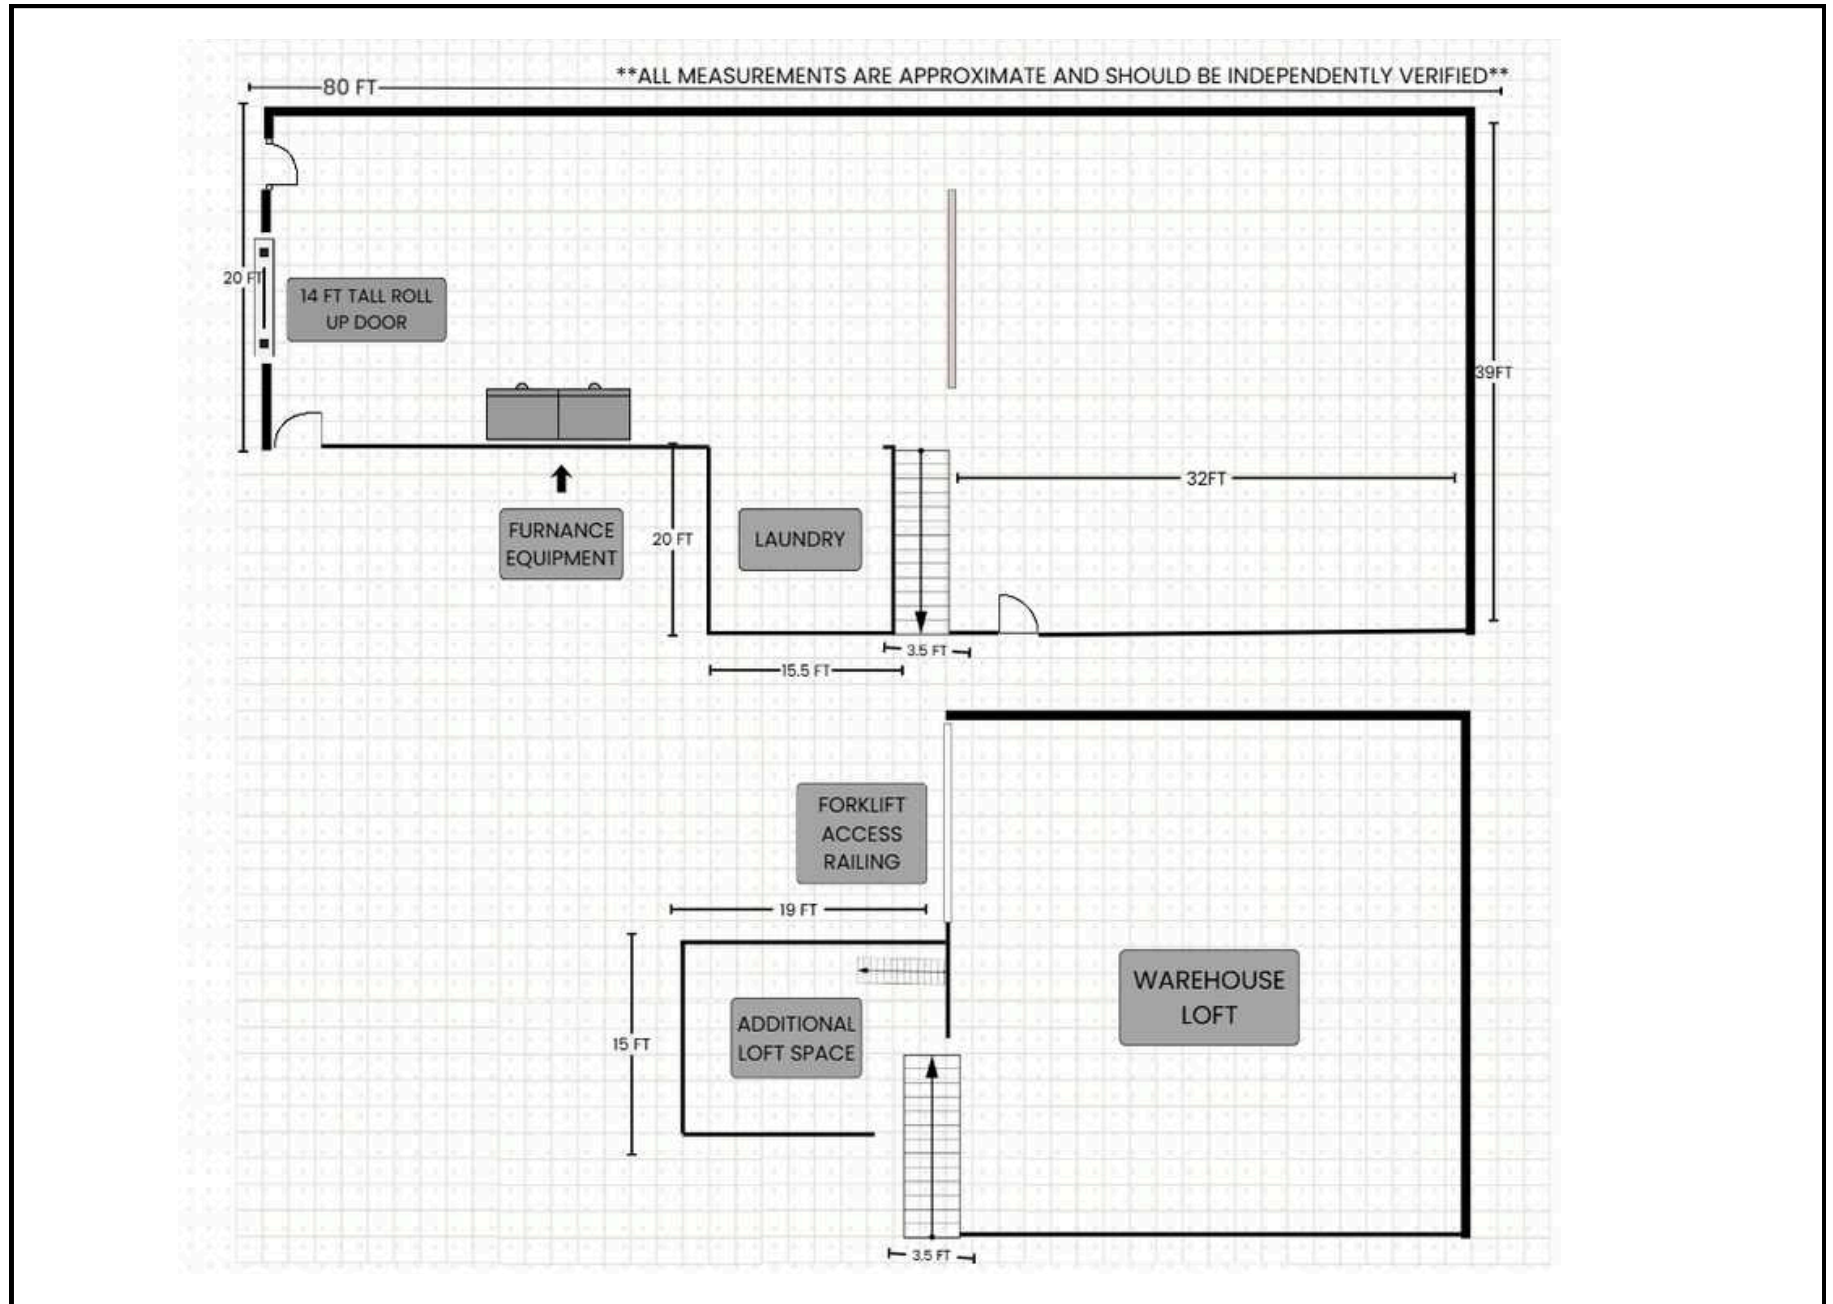 **ALL MEASUREMENTS ARE APPROXIMATE AND SHOULD BE INDEPENDENTLY VERIFIED**
80 FT
20 FT
14 FT TALL ROLL
UP DOOR
39FT
32FT
FURNANCE
EQUIPMENT
20 FT
LAUNDRY
3.5 FT
15.5 FT
FORKLIFT
ACCESS
RAILING
19 FT
WAREHOUSE
LOFT
ADDITIONAL
LOFT SPACE
15 FT
3.5 FT